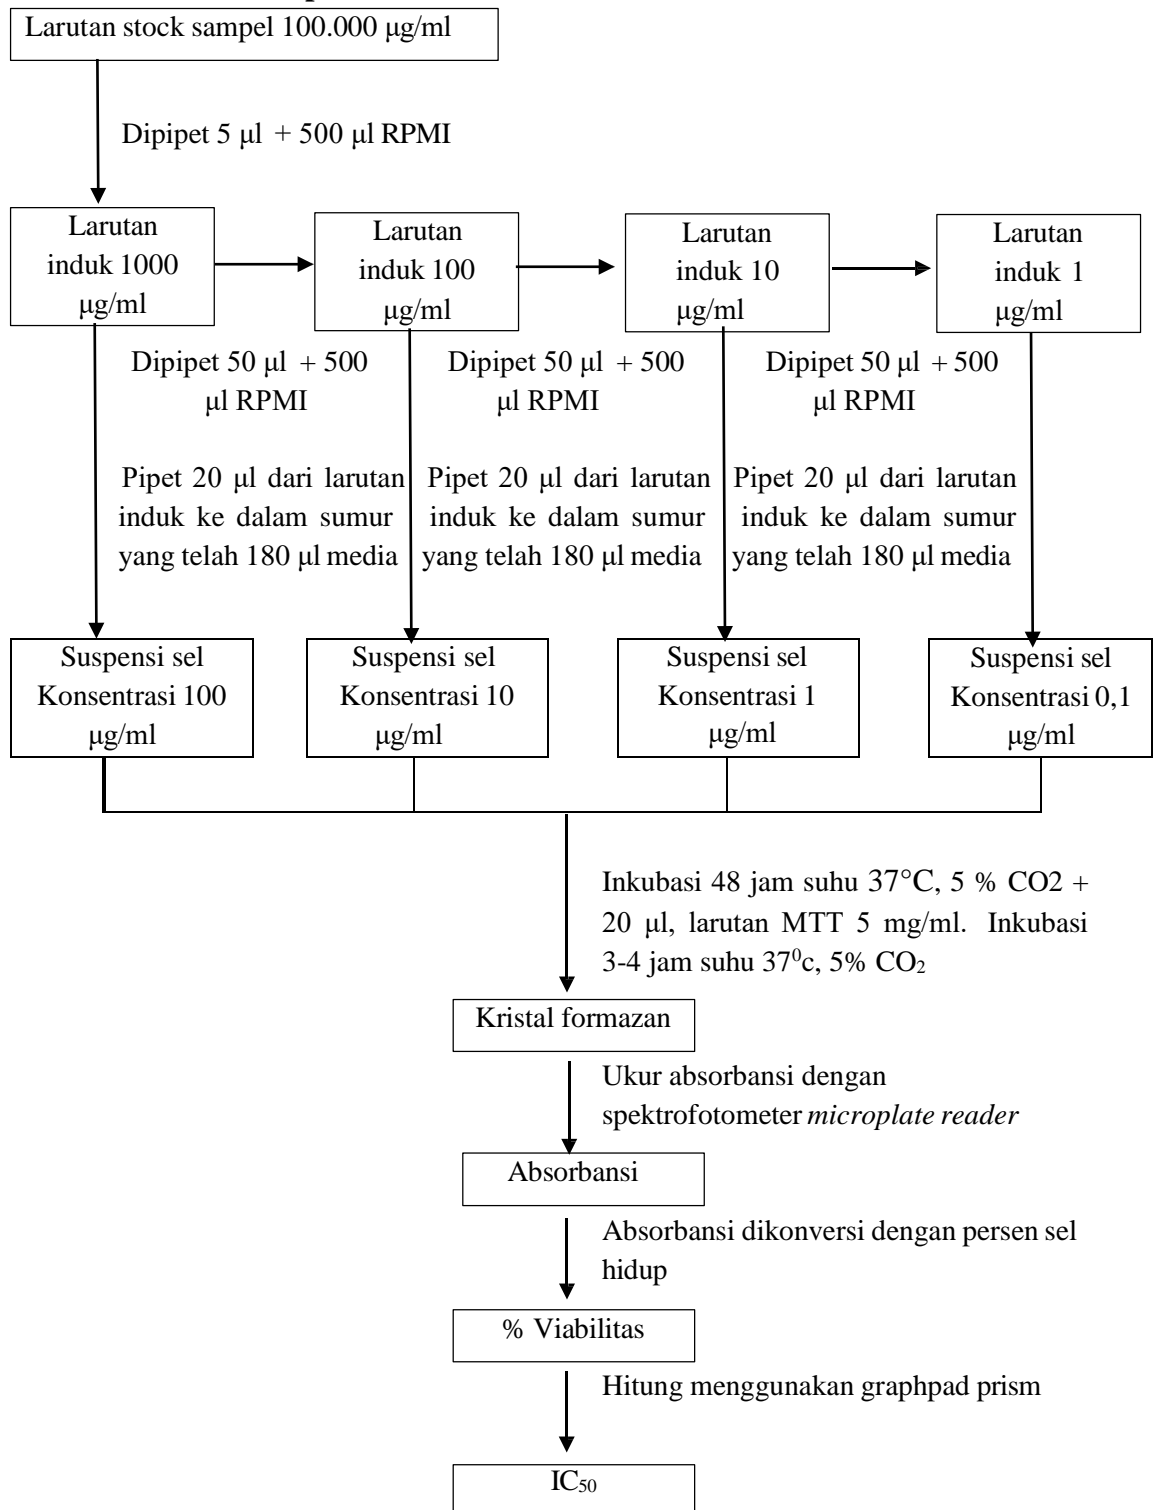 Larutan stock sampel 100.000 μg/ml
Dipipet 5 μl + 500 μl RPMI
Larutan
induk 1000
μg/ml
Larutan
induk 100
μg/ml
Larutan
induk 10
μg/ml
Larutan
induk 1
μg/ml
Dipipet 50 μl + 500
μl RPMI
Dipipet 50 μl + 500
μl RPMI
Dipipet 50 μl + 500
μl RPMI
Pipet 20 μl dari larutan
induk ke dalam sumur
yang telah 180 μl media
Pipet 20 μl dari larutan
induk ke dalam sumur
yang telah 180 μl media
Pipet 20 μl dari larutan
induk ke dalam sumur
yang telah 180 μl media
Suspensi sel
Konsentrasi 100
μg/ml
Suspensi sel
Konsentrasi 10
μg/ml
Suspensi sel
Konsentrasi 1
μg/ml
Suspensi sel
Konsentrasi 0,1
μg/ml
Inkubasi 48 jam suhu 37°C, 5 % CO2 +
20 μl, larutan MTT 5 mg/ml. Inkubasi
3-4 jam suhu 37⁰c, 5% CO₂
Kristal formazan
Ukur absorbansi dengan
spektrofotometer microplate reader
Absorbansi
Absorbansi dikonversi dengan persen sel
hidup
% Viabilitas
Hitung menggunakan graphpad prism
IC₅₀